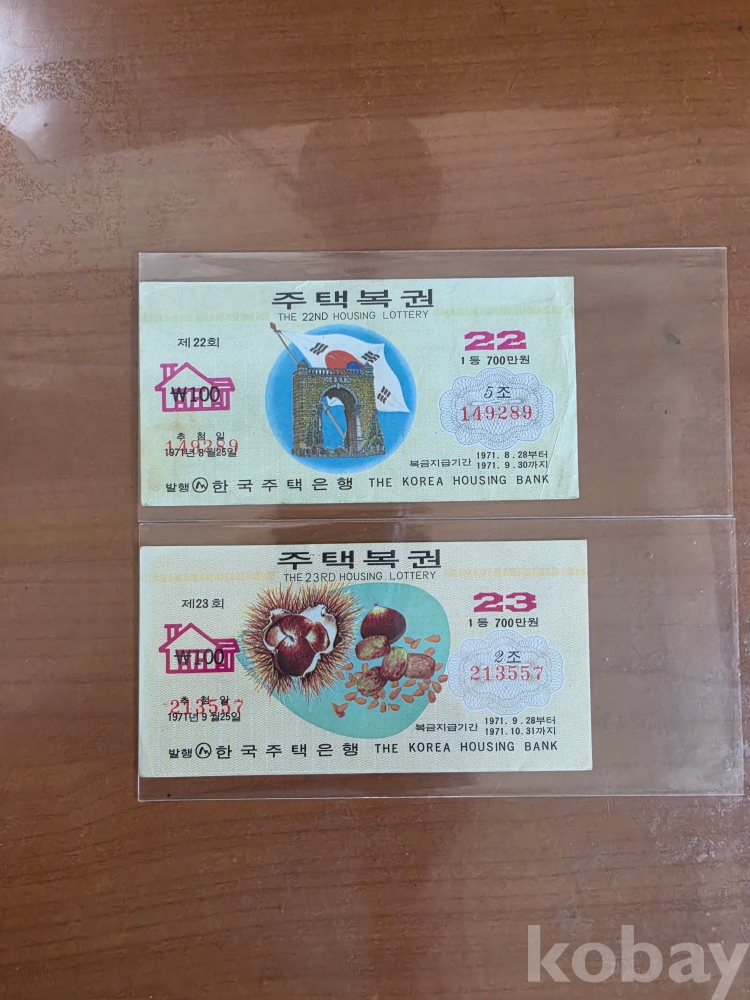 주택복권
THE 22ND HOUSING LOTTERY
제22회
22
1등 700만원
₩100
5조
149289
추첨일
149289
1971년 8월25일
복금지급기간 1971. 8. 28부터
1971. 9. 30까지
발행 한국주택은행 THE KOREA HOUSING BANK
주택복권
THE 23RD HOUSING LOTTERY
제23회
23
1등 700만원
₩100
2조
213557
추첨일
213557
1971년 9월25일
복금지급기간 1971. 9. 28부터
1971. 10. 31까지
발행 한국주택은행 THE KOREA HOUSING BANK
kobay